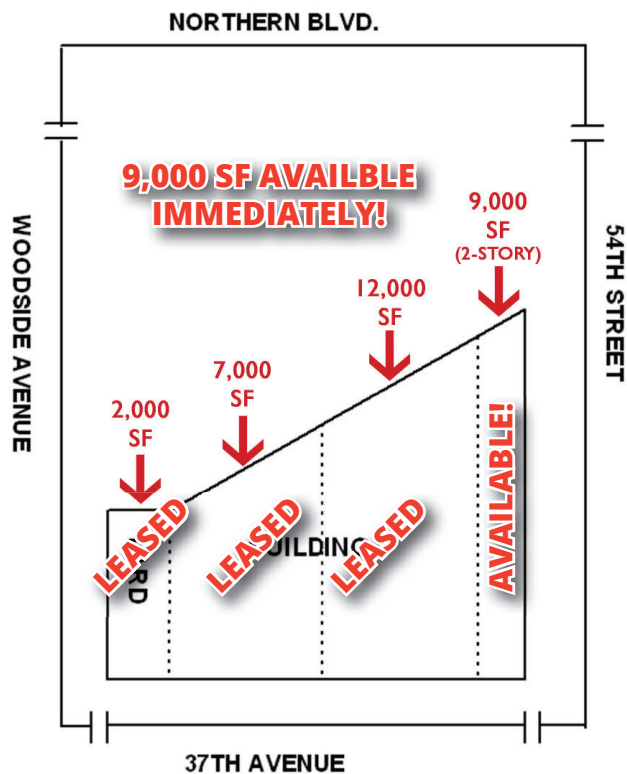 NORTHERN BLVD.
9,000 SF AVAILBLE
IMMEDIATELY!
9,000
SF
(2-STORY)
12,000
SF
7,000
SF
2,000
SF
WOODSIDE AVENUE
54TH STREET
LEASED
LEASED
LEASED
AVAILABLE!
37TH AVENUE